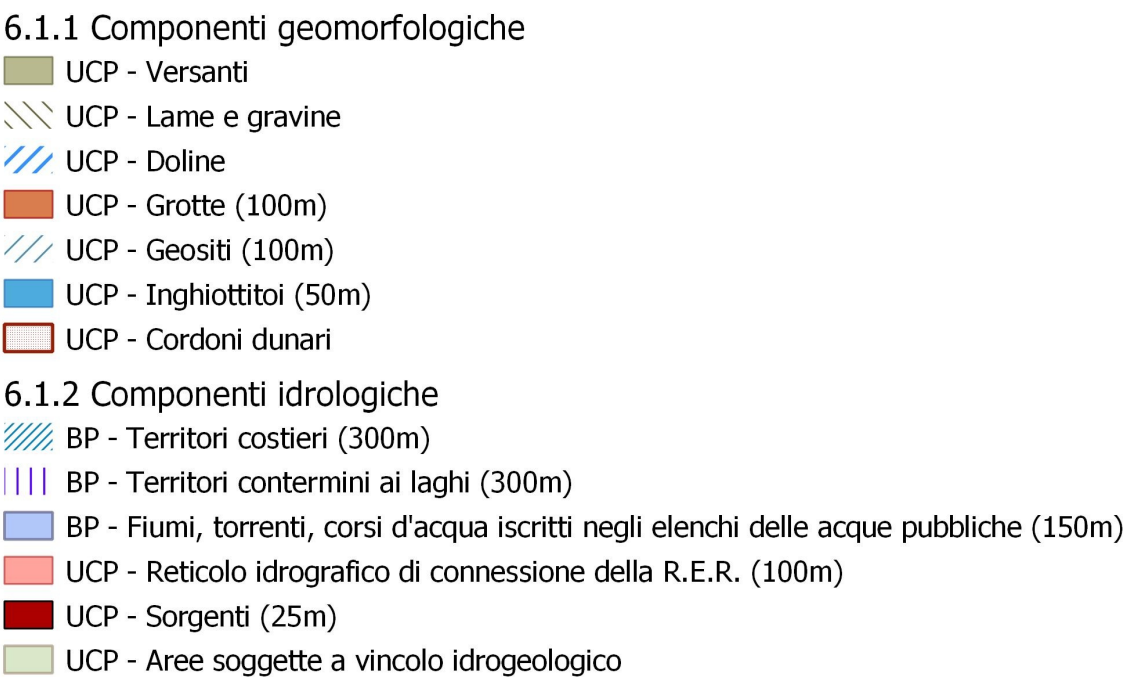 6.1.1 Componenti geomorfologiche
UCP - Versanti
UCP - Lame e gravine
UCP - Doline
UCP - Grotte (100m)
UCP - Geositi (100m)
UCP - Inghiottitoi (50m)
UCP - Cordoni dunari
6.1.2 Componenti idrologiche
BP - Territori costieri (300m)
BP - Territori contermini ai laghi (300m)
BP - Fiumi, torrenti, corsi d'acqua iscritti negli elenchi delle acque pubbliche (150m)
UCP - Reticolo idrografico di connessione della R.E.R. (100m)
UCP - Sorgenti (25m)
UCP - Aree soggette a vincolo idrogeologico